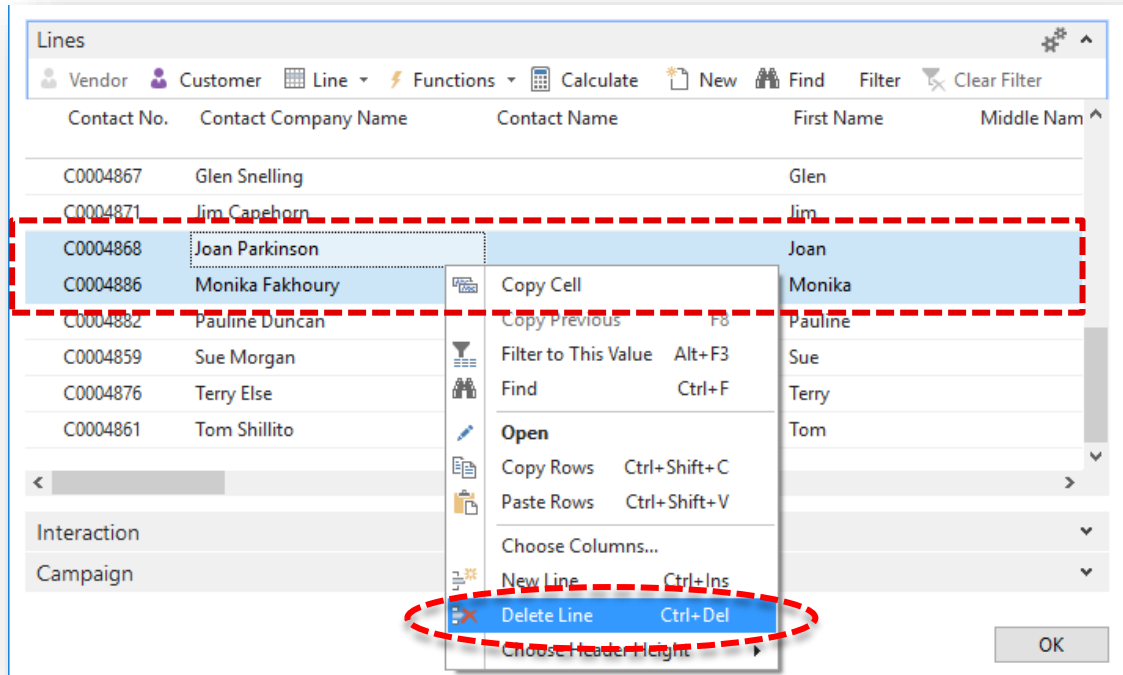 Lines
Vendor Customer Line Functions Calculate New Find Filter Clear Filter
Contact No. Contact Company Name Contact Name First Name Middle Nam
C0004867 Glen Snelling Glen
C0004871 Jim Capehorn Jim
C0004868 Joan Parkinson Joan
C0004886 Monika Fakhoury Monika
C0004882 Pauline Duncan Pauline
C0004859 Sue Morgan Sue
C0004876 Terry Else Terry
C0004861 Tom Shillito Tom
Copy Cell
Copy Previous F8
Filter to This Value Alt+F3
Find Ctrl+F
Open
Copy Rows Ctrl+Shift+C
Paste Rows Ctrl+Shift+V
Choose Columns...
New Line Ctrl+Ins
Delete Line Ctrl+Del
Choose Header Height
Interaction
Campaign
OK